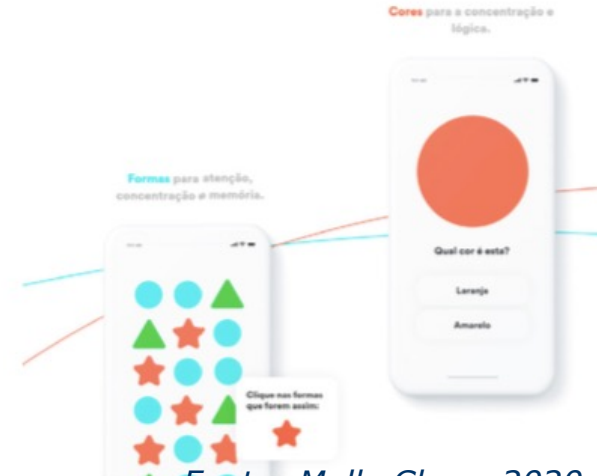 Cores para a concentração e
lógica.
Formas para atenção,
concentração e memória.
Qual cor é esta?
Laranja
Amarelo
Clique nas formas
que forem assim: